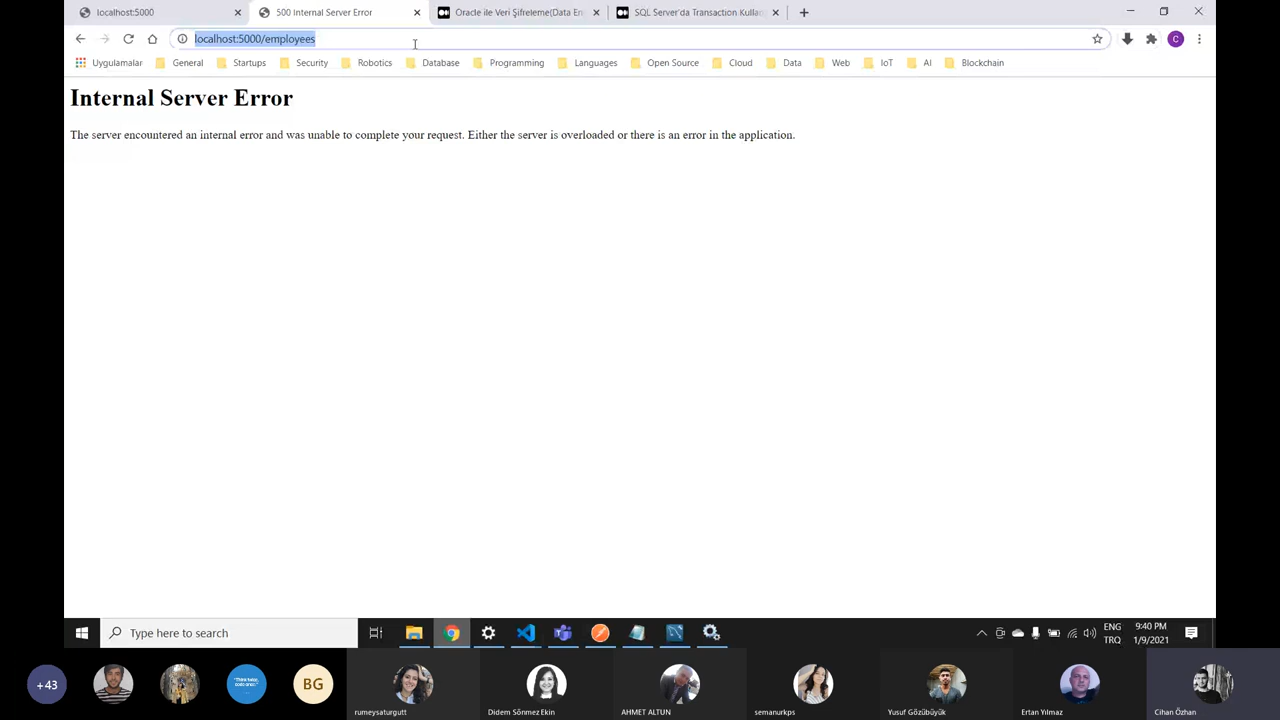 localhost:5000
500 Internal Server Error
Oracle ile Veri Şifreleme(Data En
SQL Server'da Transaction Kullan
localhost:5000/employees
C
Uygulamalar
General
Startups
Security
Robotics
Database
Programming
Languages
Open Source
Cloud
Data
Web
IoT
AI
Blockchain
Internal Server Error
The server encountered an internal error and was unable to complete your request. Either the server is overloaded or there is an error in the application.
Type here to search
ENG
TRQ
9:40 PM
1/9/2021
+43
BG
rumeysaturgutt
Didem Sönmez Ekin
AHMET ALTUN
semanurkps
Yusuf Gözübüyük
Ertan Yılmaz
Cihan Özhan